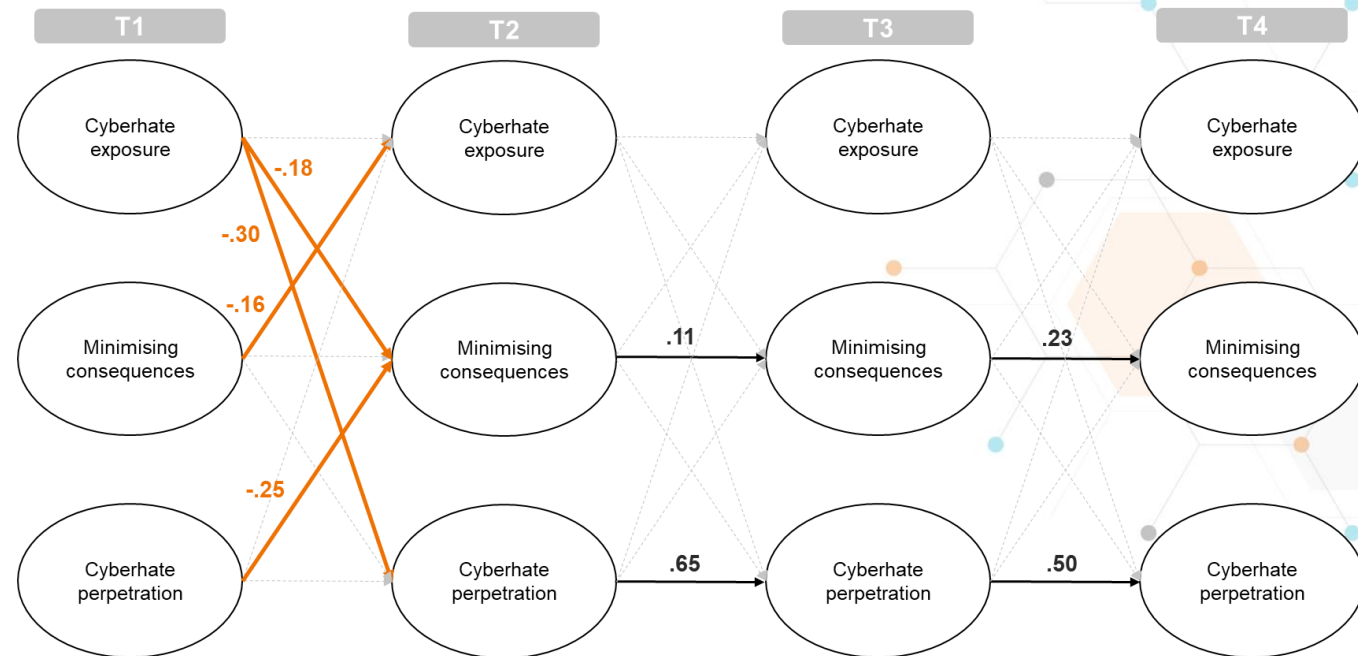 T1
T2
T3
T4
Cyberhate
exposure
Cyberhate
exposure
Cyberhate
exposure
Cyberhate
exposure
-.18
-.30
-.16
Minimising
consequences
Minimising
consequences
.11
Minimising
consequences
.23
Minimising
consequences
-.25
Cyberhate
perpetration
Cyberhate
perpetration
.65
Cyberhate
perpetration
.50
Cyberhate
perpetration